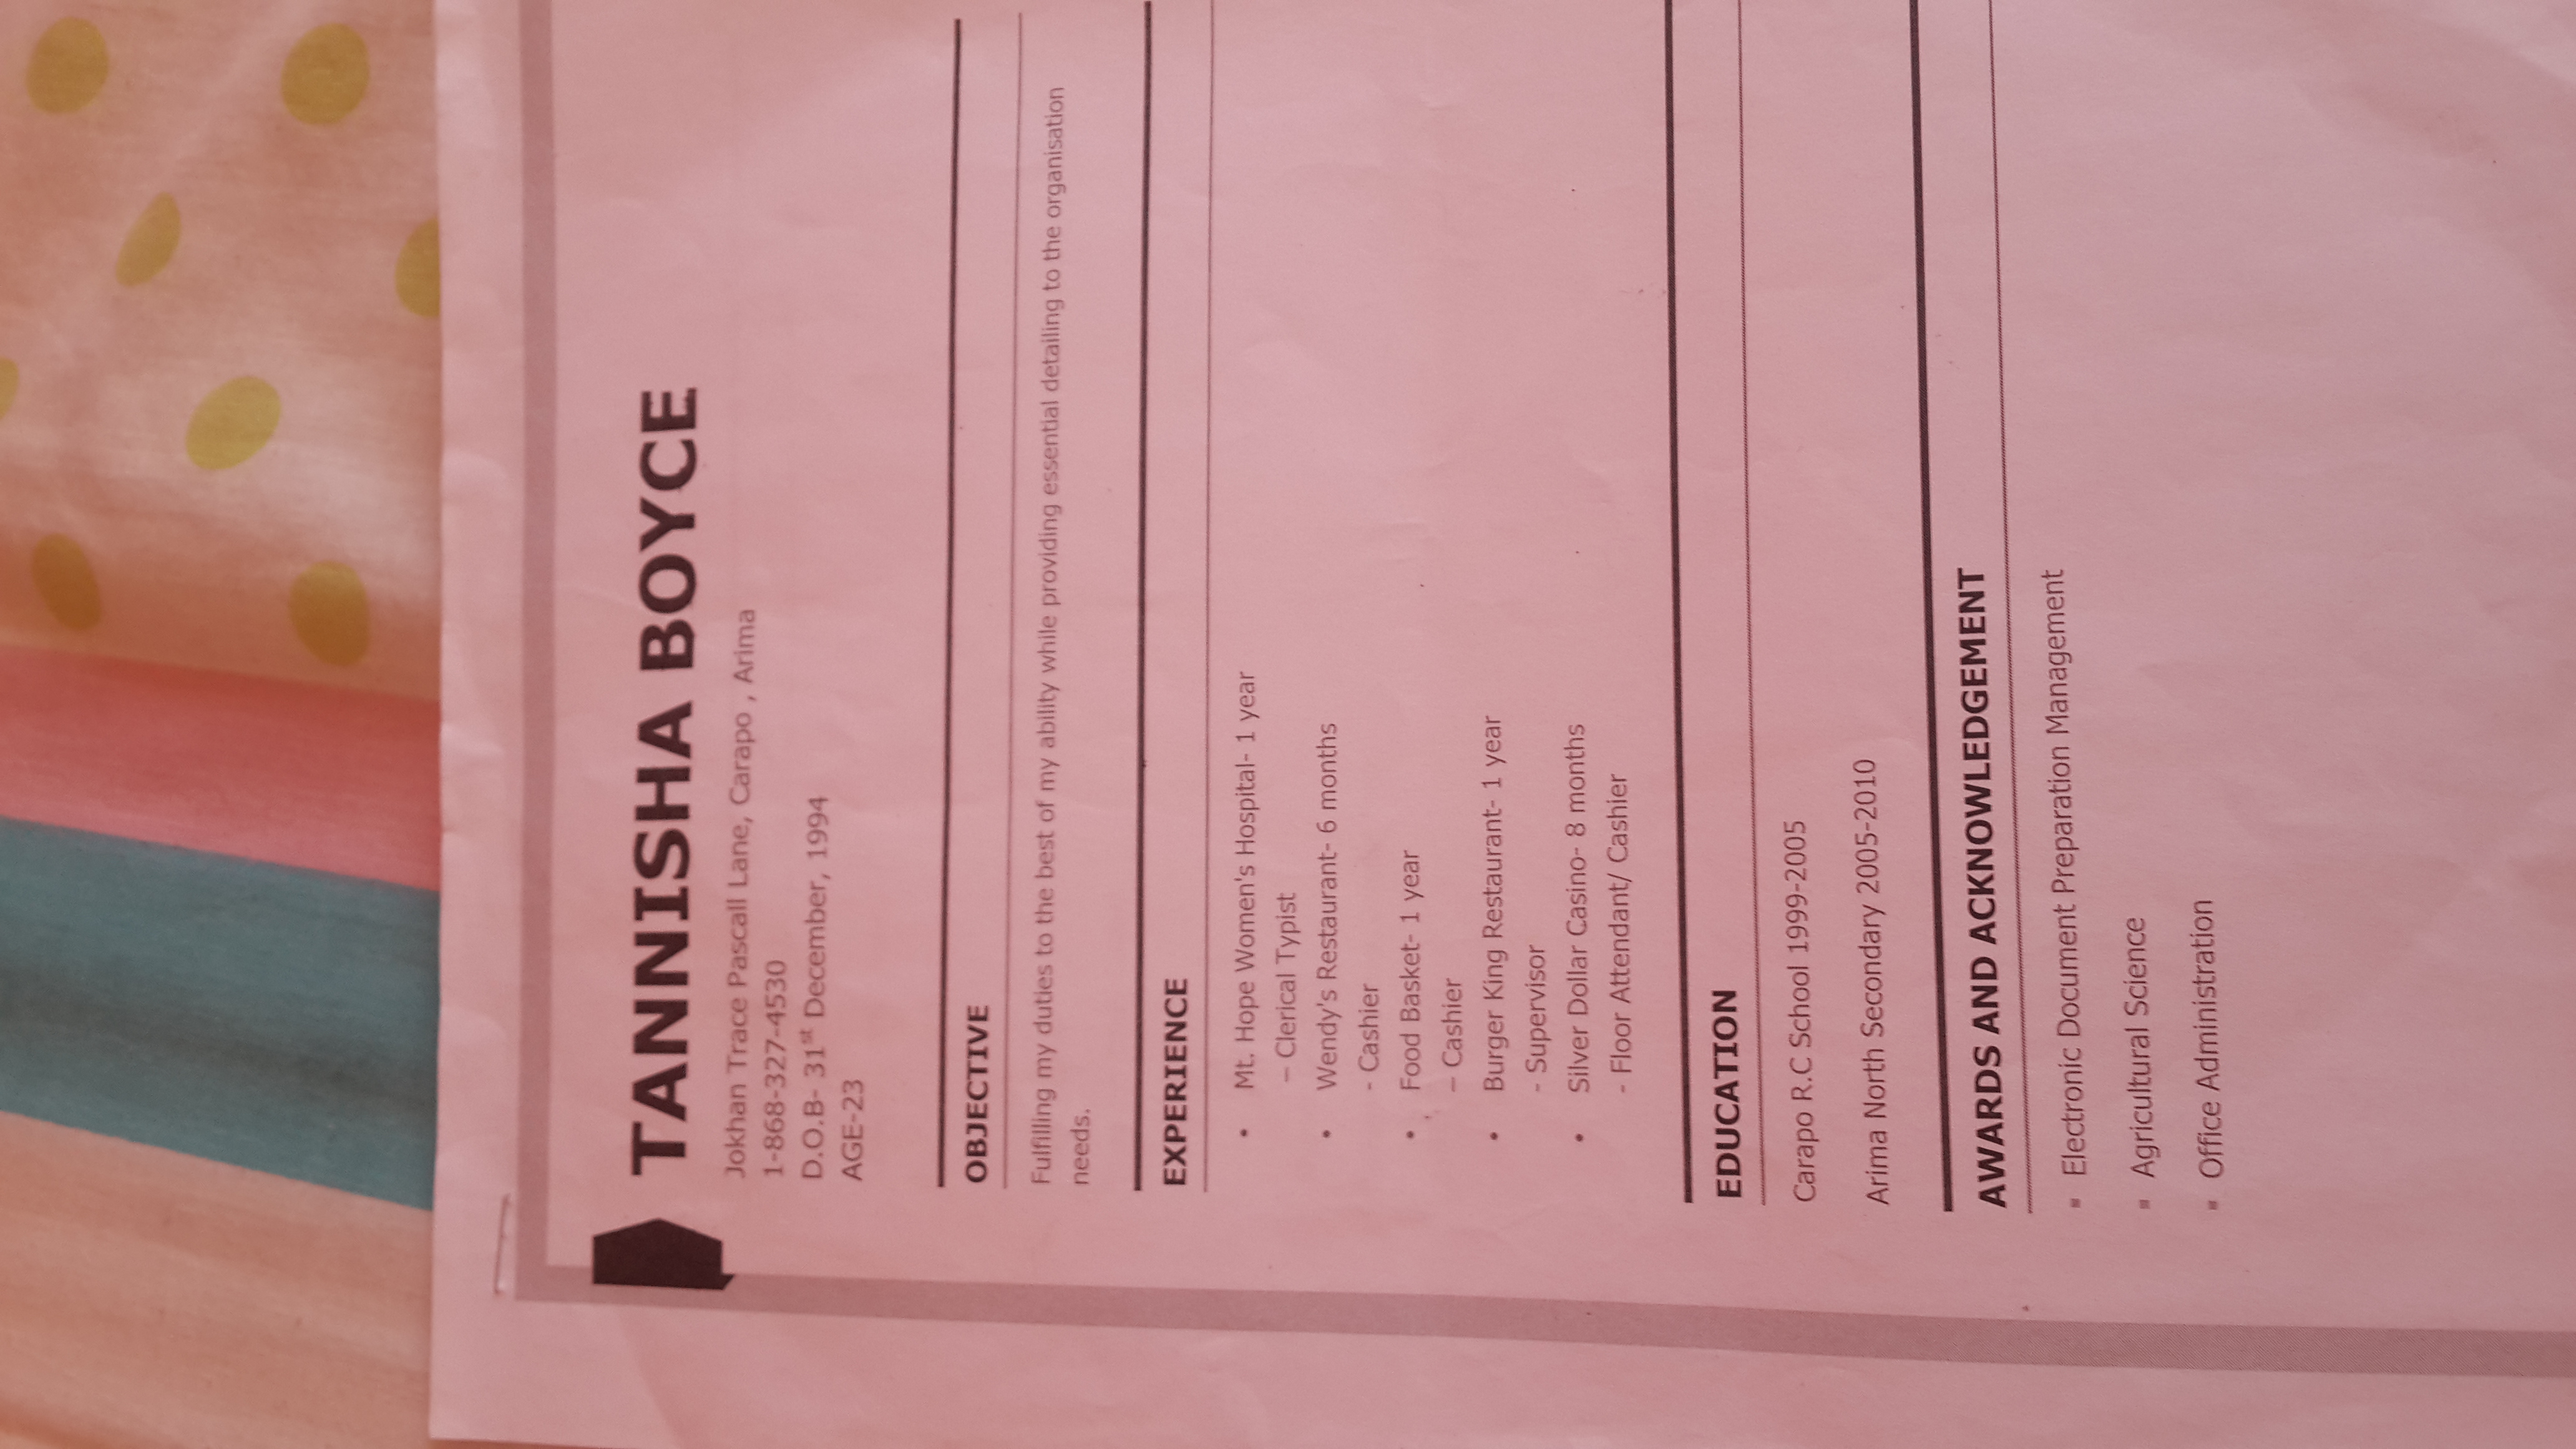 TANNISHA BOYCE
Jokhan Trace Pascall Lane, Carapo , Arima
1-868-327-4530
D.O.B- 31st December, 1994
AGE-23
OBJECTIVE
Fulfilling my duties to the best of my ability while providing essential detailing to the organisation
needs.
EXPERIENCE
• Mt. Hope Women's Hospital- 1 year
– Clerical Typist
• Wendy's Restaurant- 6 months
- Cashier
• Food Basket- 1 year
– Cashier
• Burger King Restaurant- 1 year
- Supervisor
• Silver Dollar Casino- 8 months
- Floor Attendant/ Cashier
EDUCATION
Carapo R.C School 1999-2005
Arima North Secondary 2005-2010
AWARDS AND ACKNOWLEDGEMENT
▪ Electronic Document Preparation Management
▪ Agricultural Science
▪ Office Administration